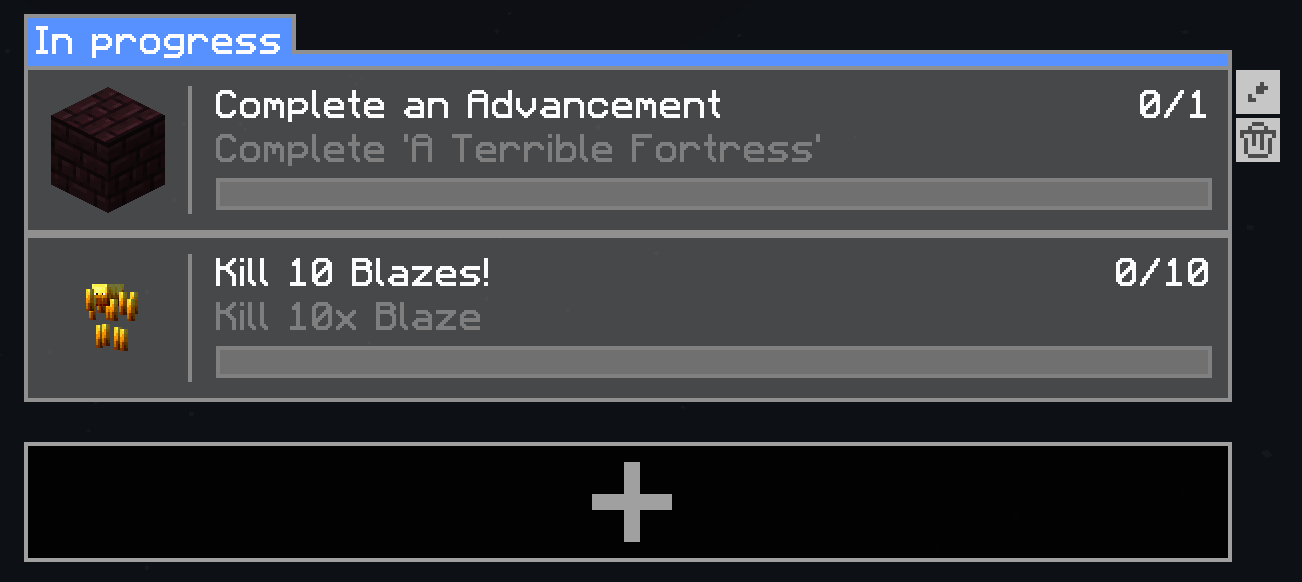 In progress
Complete an Advancement 0/1
Complete 'A Terrible Fortress'
Kill 10 Blazes! 0/10
Kill 10x Blaze